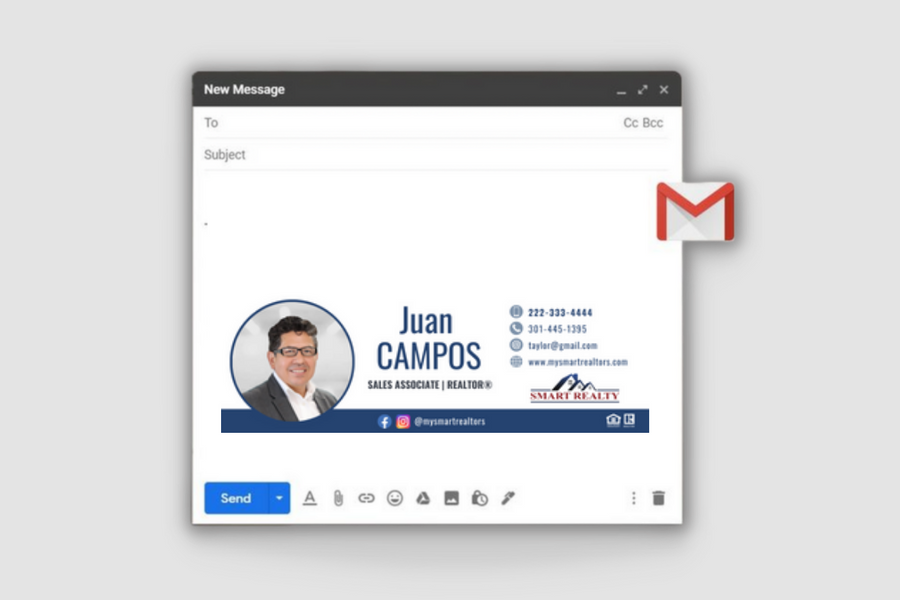 New Message
To
Cc Bcc
Subject
Juan
CAMPOS
SALES ASSOCIATE | REALTOR®
222-333-4444
301-445-1395
taylor@gmail.com
www.mysmartrealtors.com
SMART REALTY
@mysmartrealtors
Send